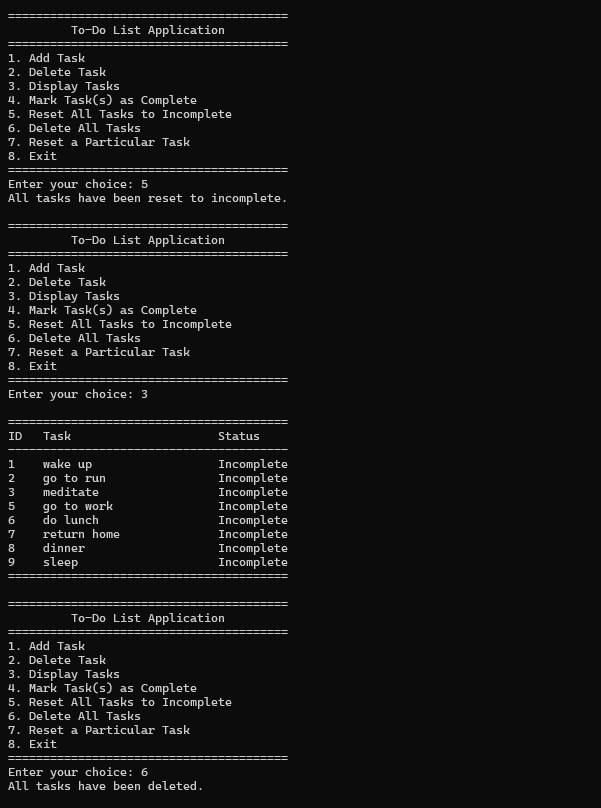 ========================================
         To-Do List Application
========================================
1. Add Task
2. Delete Task
3. Display Tasks
4. Mark Task(s) as Complete
5. Reset All Tasks to Incomplete
6. Delete All Tasks
7. Reset a Particular Task
8. Exit
========================================
Enter your choice: 5
All tasks have been reset to incomplete.

========================================
         To-Do List Application
========================================
1. Add Task
2. Delete Task
3. Display Tasks
4. Mark Task(s) as Complete
5. Reset All Tasks to Incomplete
6. Delete All Tasks
7. Reset a Particular Task
8. Exit
========================================
Enter your choice: 3

========================================
ID   Task                     Status
----------------------------------------
1    wake up                  Incomplete
2    go to run                Incomplete
3    meditate                 Incomplete
5    go to work               Incomplete
6    do lunch                 Incomplete
7    return home              Incomplete
8    dinner                   Incomplete
9    sleep                    Incomplete
========================================

========================================
         To-Do List Application
========================================
1. Add Task
2. Delete Task
3. Display Tasks
4. Mark Task(s) as Complete
5. Reset All Tasks to Incomplete
6. Delete All Tasks
7. Reset a Particular Task
8. Exit
========================================
Enter your choice: 6
All tasks have been deleted.